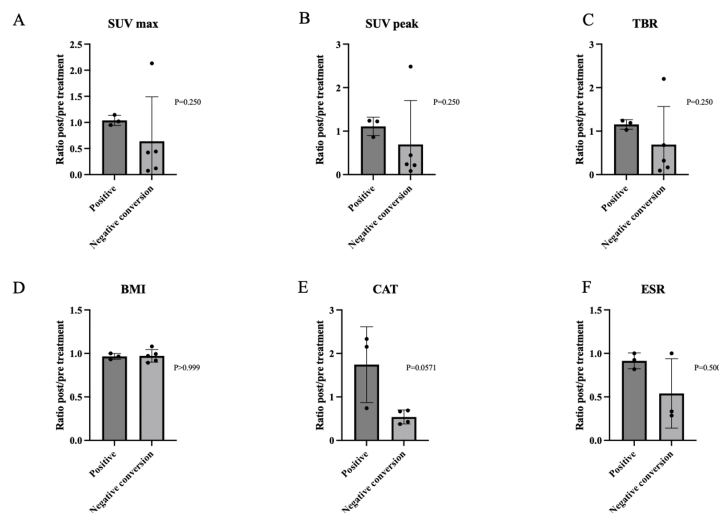 A
SUV max
Ratio post/pre treatment
2.5
2.0
1.5
1.0
0.5
0.0
P=0.250
Positive
Negative conversion
B
SUV peak
Ratio post/pre treatment
3
2
1
0
P=0.250
Positive
Negative conversion
C
TBR
Ratio post/pre treatment
3
2
1
0
P=0.250
Positive
Negative conversion
D
BMI
Ratio post/pre treatment
1.5
1.0
0.5
0.0
P>0.999
Positive
Negative conversion
E
CAT
Ratio post/pre treatment
3
2
1
0
P=0.0571
Positive
Negative conversion
F
ESR
Ratio post/pre treatment
1.5
1.0
0.5
0.0
P=0.500
Positive
Negative conversion